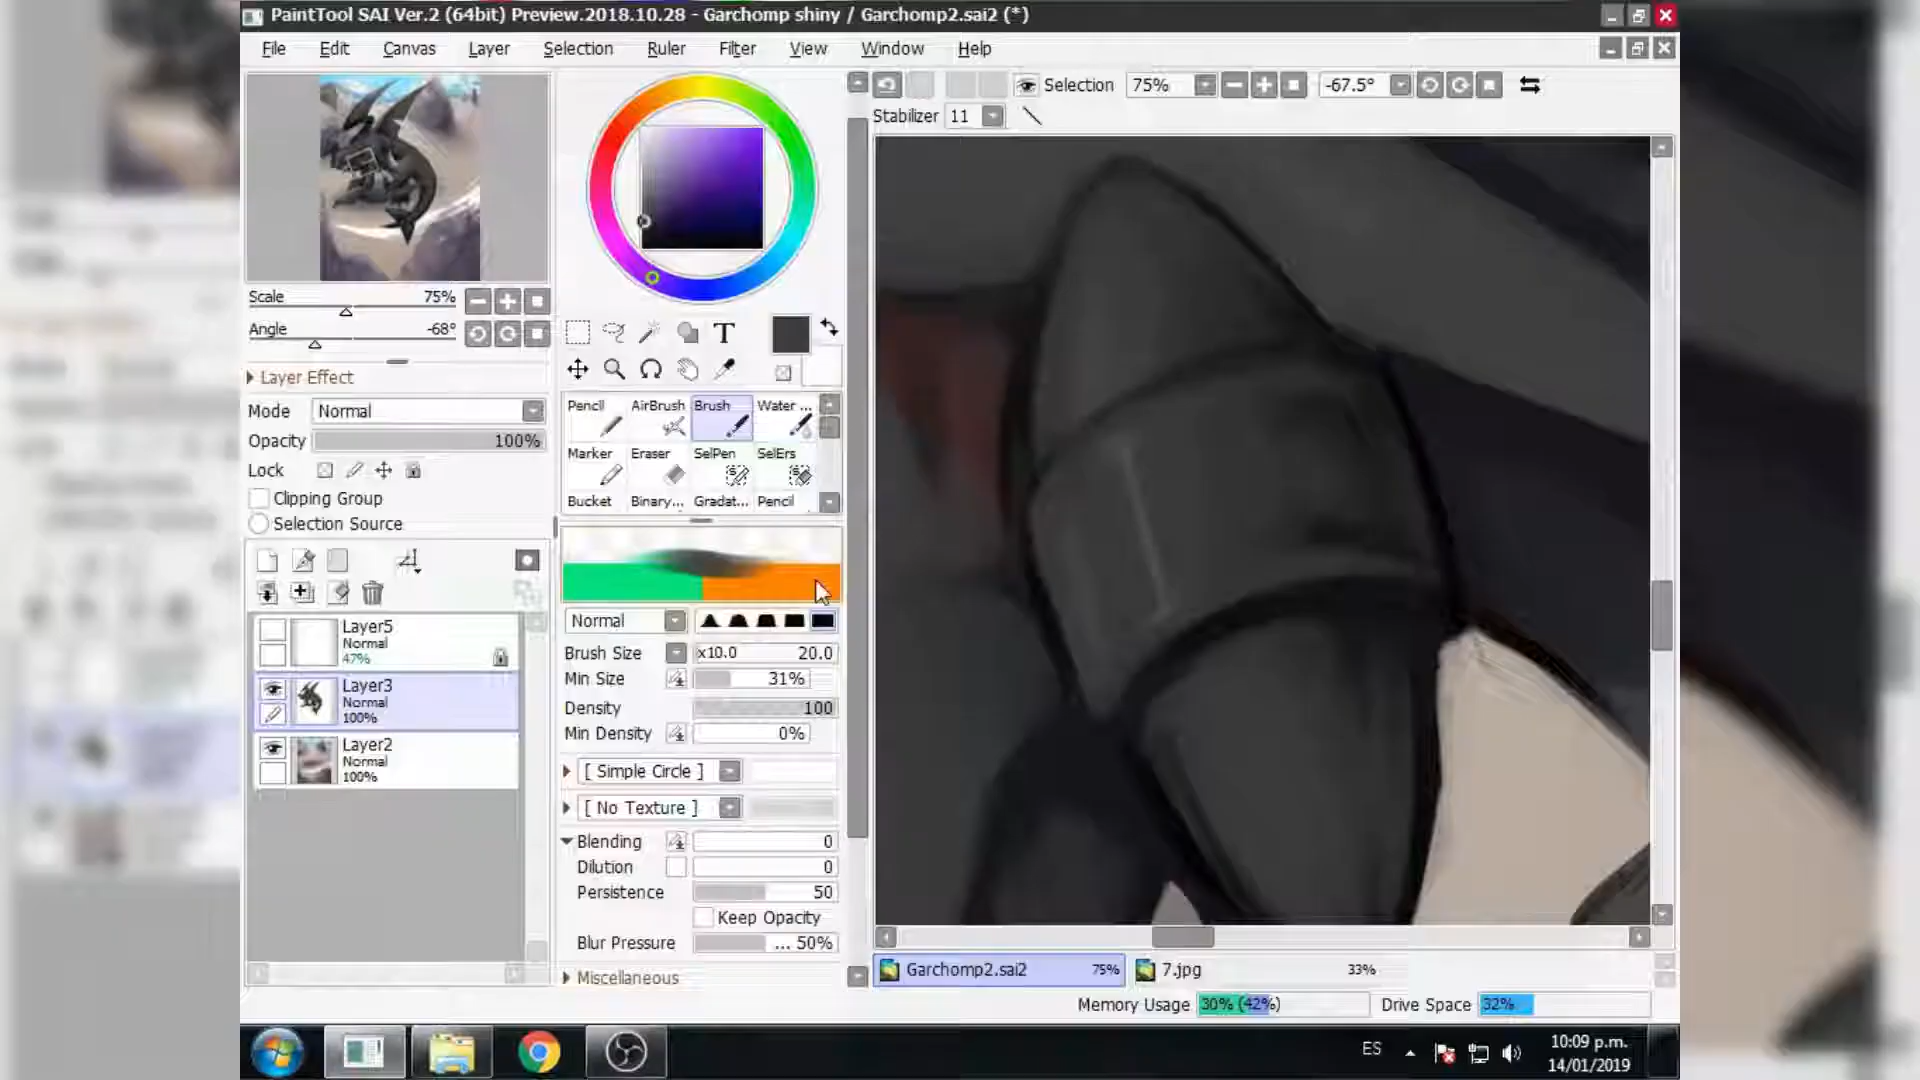 PaintTool SAI Ver.2 (64bit) Preview.2018.10.28 - Garchomp shiny / Garchomp2.sai2 (*)
File Edit Canvas Layer Selection Ruler Filter View Window Help
Selection 75% -67.5°
Stabilizer 11
Scale 75%
Angle -68°
Layer Effect
Mode Normal
Opacity 100%
Lock
Clipping Group
Selection Source
Layer5
Normal
47%
Layer3
Normal
100%
Layer2
Normal
100%
T
Pencil AirBrush Brush Water ...
Marker Eraser SelPen SelErs
Bucket Binary... Gradat... Pencil
Normal
Brush Size x10.0 20.0
Min Size 31%
Density 100
Min Density 0%
[ Simple Circle ]
[ No Texture ]
Blending 0
Dilution 0
Persistence 50
Keep Opacity
Blur Pressure ... 50%
Miscellaneous
Garchomp2.sai2 75% 7.jpg 33%
Memory Usage 30% (42%) Drive Space 32%
ES 10:09 p.m.
14/01/2019